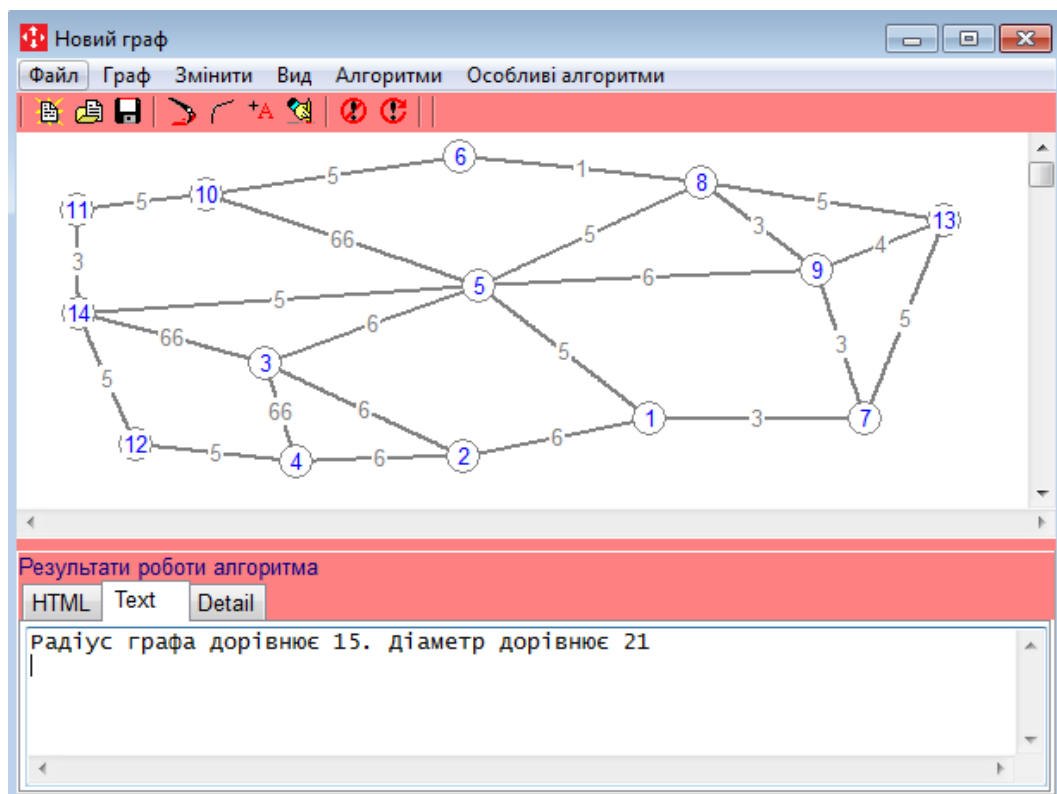 Новий граф
Файл Граф Змінити Вид Алгоритми Особливі алгоритми
+A
6
5 1
10 8
11 5 5 13
66 3
5 4
3 9
5 6
14 5
6 5
66
3 5 3
5
66 6
1 3 7
12 6
5 4 6 2
Результати роботи алгоритма
HTML Text Detail
Радіус графа дорівнює 15. Діаметр дорівнює 21